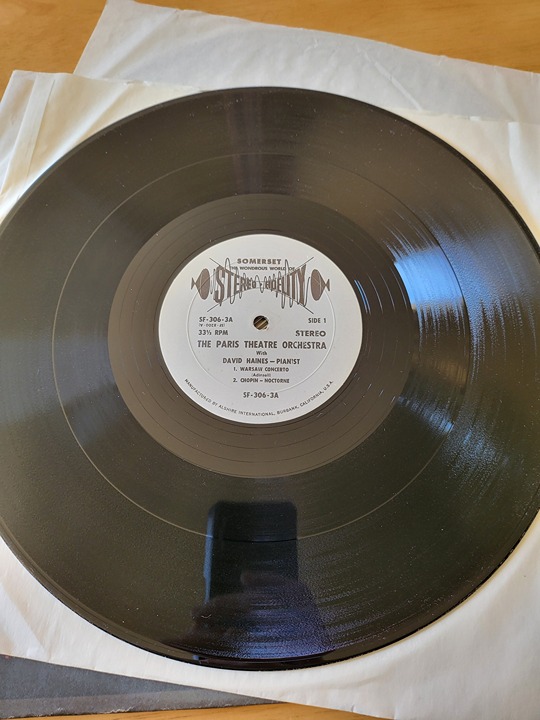 SOMERSET
THE WONDROUS WORLD OF
STEREO - FIDELITY
SF-306-3A SIDE 1
33⅓ RPM STEREO
THE PARIS THEATRE ORCHESTRA
With
DAVID HAINES — PIANIST
1. WARSAW CONCERTO
(Addinsell)
2. CHOPIN — NOCTORNE
SF-306-3A
MANUFACTURED BY ALSHIRE INTERNATIONAL, BURBANK, CALIFORNIA, U.S.A.